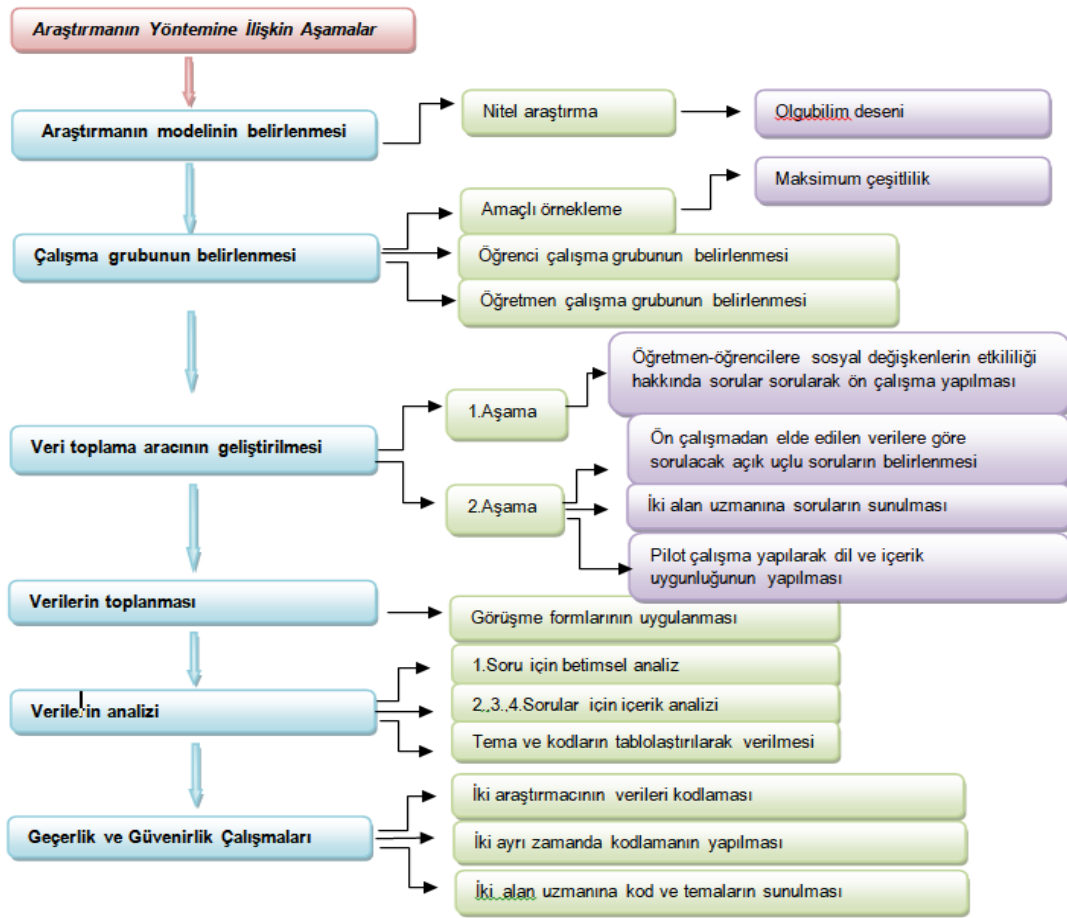 Araştırmanın Yöntemine İlişkin Aşamalar
Araştırmanın modelinin belirlenmesi
Nitel araştırma
Olgubilim deseni
Çalışma grubunun belirlenmesi
Amaçlı örnekleme
Maksimum çeşitlilik
Öğrenci çalışma grubunun belirlenmesi
Öğretmen çalışma grubunun belirlenmesi
Veri toplama aracının geliştirilmesi
1.Aşama
Öğretmen-öğrencilere sosyal değişkenlerin etkililiği
hakkında sorular sorularak ön çalışma yapılması
2.Aşama
Ön çalışmadan elde edilen verilere göre
sorulacak açık uçlu soruların belirlenmesi
İki alan uzmanına soruların sunulması
Pilot çalışma yapılarak dil ve içerik
uygunluğunun yapılması
Verilerin toplanması
Görüşme formlarının uygulanması
Verilerin analizi
1.Soru için betimsel analiz
2.,3.,4.Sorular için içerik analizi
Tema ve kodların tablolaştırılarak verilmesi
Geçerlik ve Güvenirlik Çalışmaları
İki araştırmacının verileri kodlaması
İki ayrı zamanda kodlamanın yapılması
İki alan uzmanına kod ve temaların sunulması